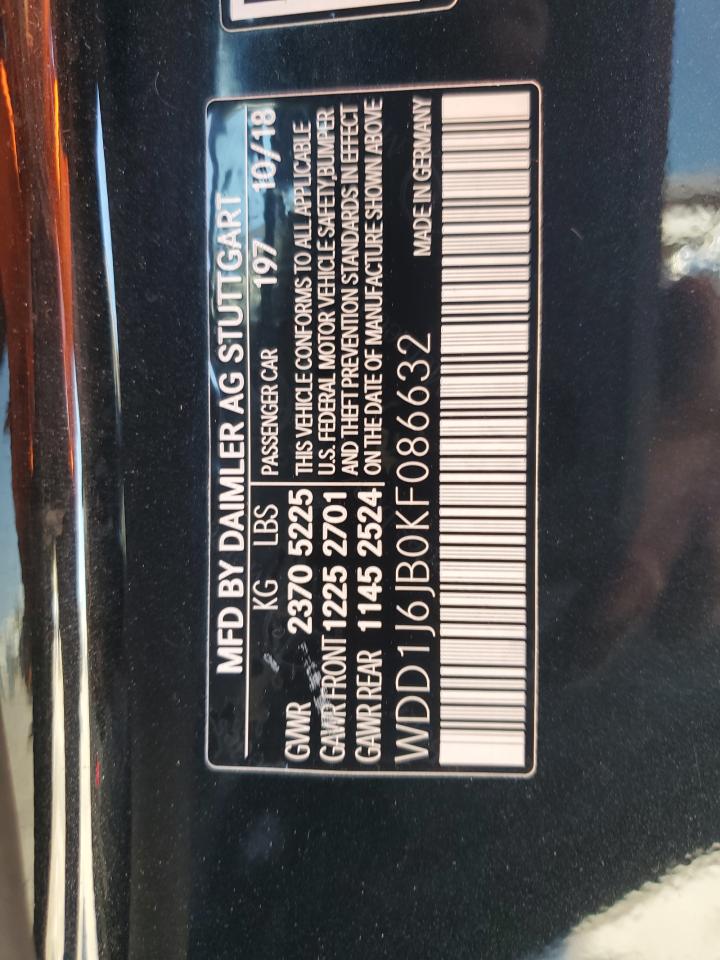 MFD BY DAIMLER AG STUTTGART
KG LBS
GVWR 2370 5225
GAWR FRONT 1225 2701
GAWR REAR 1145 2524
PASSENGER CAR 197 10/18
THIS VEHICLE CONFORMS TO ALL APPLICABLE
U.S. FEDERAL MOTOR VEHICLE SAFETY,BUMPER
AND THEFT PREVENTION STANDARDS IN EFFECT
ON THE DATE OF MANUFACTURE SHOWN ABOVE
WDD1J6JB0KF086632 MADE IN GERMANY